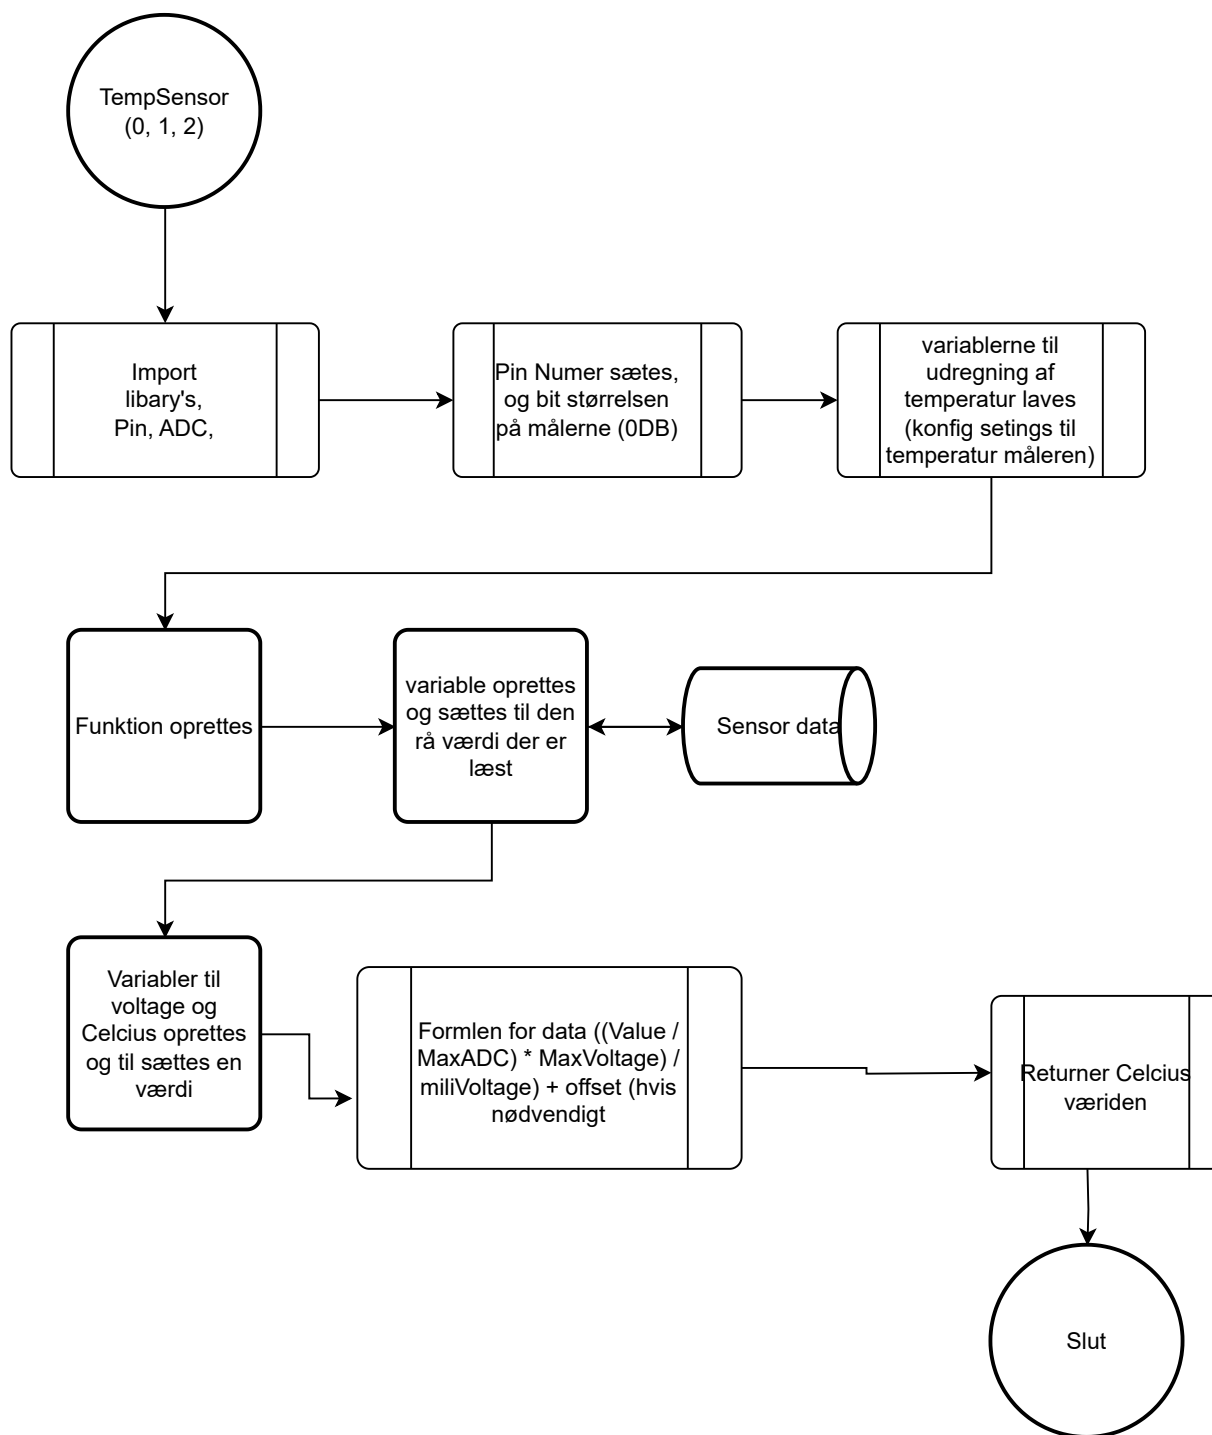 TempSensor
(0, 1, 2)
Import
libary's,
Pin, ADC,
Pin Numer sætes,
og bit størrelsen
på målerne (0DB)
variablerne til
udregning af
temperatur laves
(konfig setings til
temperatur måleren)
Funktion oprettes
variable oprettes
og sættes til den
rå værdi der er
læst
Sensor data
Variabler til
voltage og
Celcius oprettes
og til sættes en
værdi
Formlen for data ((Value /
MaxADC) * MaxVoltage) /
miliVoltage) + offset (hvis
nødvendigt
Returner Celcius
væriden
Slut